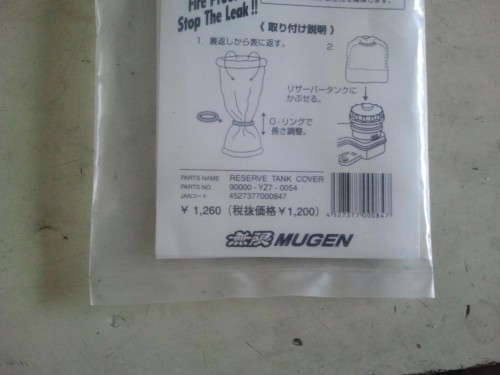 Stop The Leak!!
《 取り付け説明 》
1. 裏返しから表に返す。
2.
リザーバータンクに
かぶせる。
O-リングで
長さ調整。
PARTS NAME RESERVE TANK COVER
PARTS NO 90000 - YZ7 - 0054
JANコード 4527377000847
¥ 1,260 (税抜価格¥ 1,200)
4527377000847
無限 MUGEN